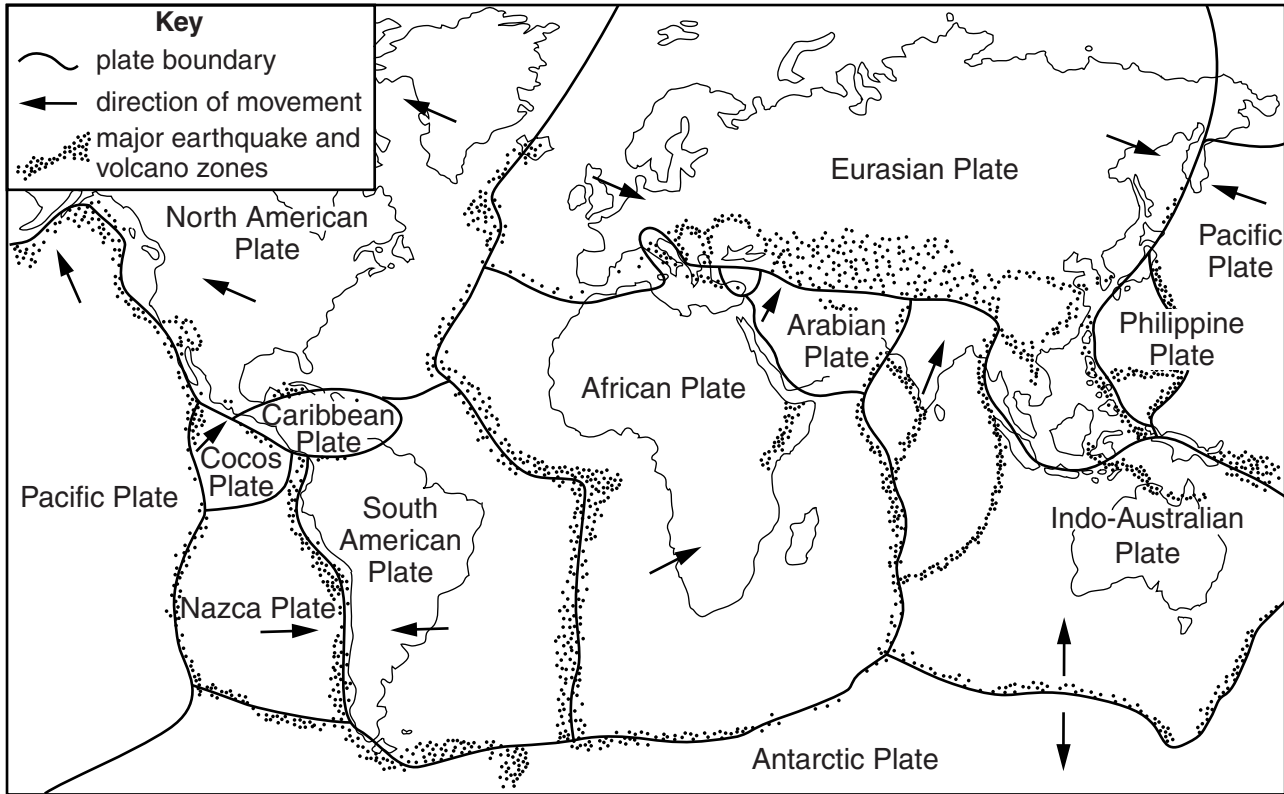 Key
plate boundary
direction of movement
major earthquake and
volcano zones
North American
Plate
Eurasian Plate
Pacific
Plate
Philippine
Plate
Arabian
Plate
African Plate
Caribbean
Plate
Cocos
Plate
Pacific Plate
South
American
Plate
Indo-Australian
Plate
Nazca Plate
Antarctic Plate